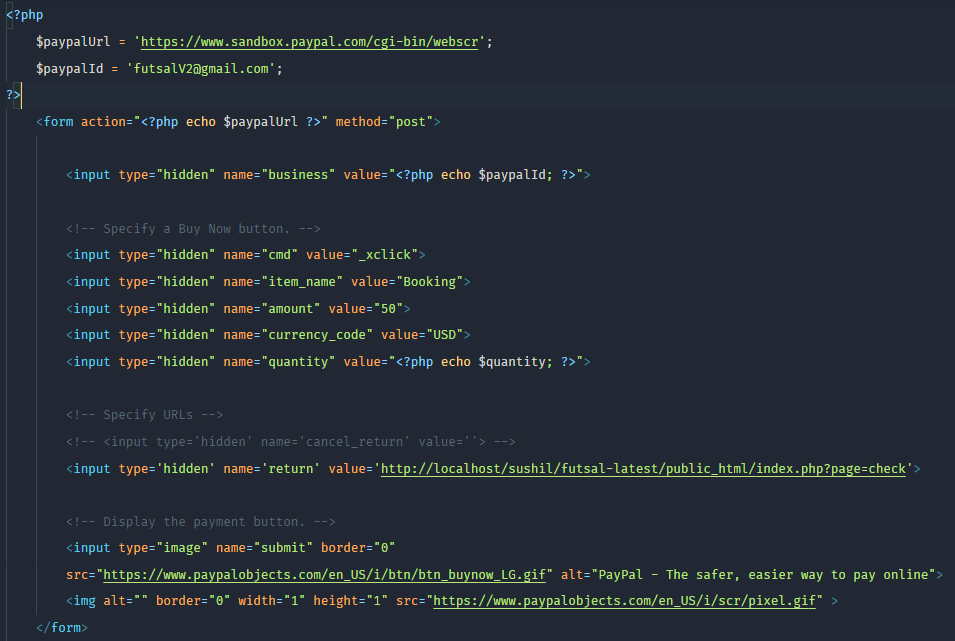 <?php
$paypalUrl = 'https://www.sandbox.paypal.com/cgi-bin/webscr';
$paypalId = 'futsalV2@gmail.com';
?>
<form action="<?php echo $paypalUrl ?>" method="post">
<input type="hidden" name="business" value="<?php echo $paypalId; ?>">
<!-- Specify a Buy Now button. -->
<input type="hidden" name="cmd" value="_xclick">
<input type="hidden" name="item_name" value="Booking">
<input type="hidden" name="amount" value="50">
<input type="hidden" name="currency_code" value="USD">
<input type="hidden" name="quantity" value="<?php echo $quantity; ?>">
<!-- Specify URLs -->
<!-- <input type='hidden' name='cancel_return' value=''> -->
<input type='hidden' name='return' value='http://localhost/sushil/futsal-latest/public_html/index.php?page=check'>
<!-- Display the payment button. -->
<input type="image" name="submit" border="0"
src="https://www.paypalobjects.com/en_US/i/btn/btn_buynow_LG.gif" alt="PayPal - The safer, easier way to pay online">
<img alt="" border="0" width="1" height="1" src="https://www.paypalobjects.com/en_US/i/scr/pixel.gif" >
</form>